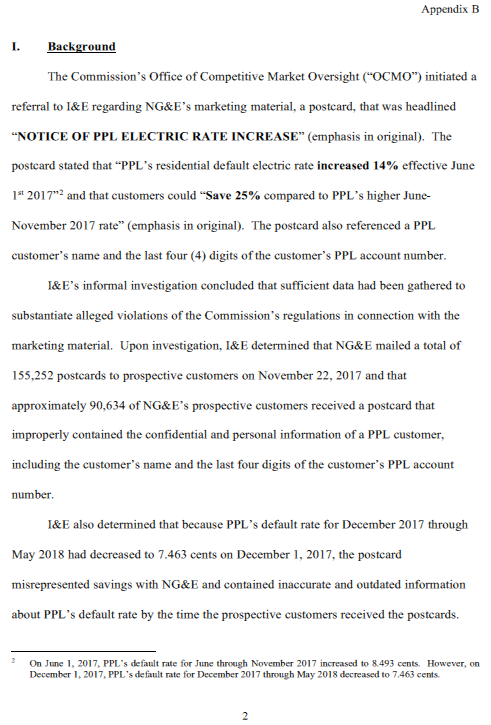 Appendix B
I. Background
The Commission's Office of Competitive Market Oversight ("OCMO") initiated a
referral to I&E regarding NG&E's marketing material, a postcard, that was headlined
"NOTICE OF PPL ELECTRIC RATE INCREASE" (emphasis in original). The
postcard stated that "PPL's residential default electric rate increased 14% effective June
1st 2017"2 and that customers could "Save 25% compared to PPL's higher June-
November 2017 rate" (emphasis in original). The postcard also referenced a PPL
customer's name and the last four (4) digits of the customer's PPL account number.
I&E's informal investigation concluded that sufficient data had been gathered to
substantiate alleged violations of the Commission's regulations in connection with the
marketing material. Upon investigation, I&E determined that NG&E mailed a total of
155,252 postcards to prospective customers on November 22, 2017 and that
approximately 90,634 of NG&E's prospective customers received a postcard that
improperly contained the confidential and personal information of a PPL customer,
including the customer's name and the last four digits of the customer's PPL account
number.
I&E also determined that because PPL's default rate for December 2017 through
May 2018 had decreased to 7.463 cents on December 1, 2017, the postcard
misrepresented savings with NG&E and contained inaccurate and outdated information
about PPL's default rate by the time the prospective customers received the postcards.
2 On June 1, 2017, PPL's default rate for June through November 2017 increased to 8.493 cents. However, on
December 1, 2017, PPL's default rate for December 2017 through May 2018 decreased to 7.463 cents.
2